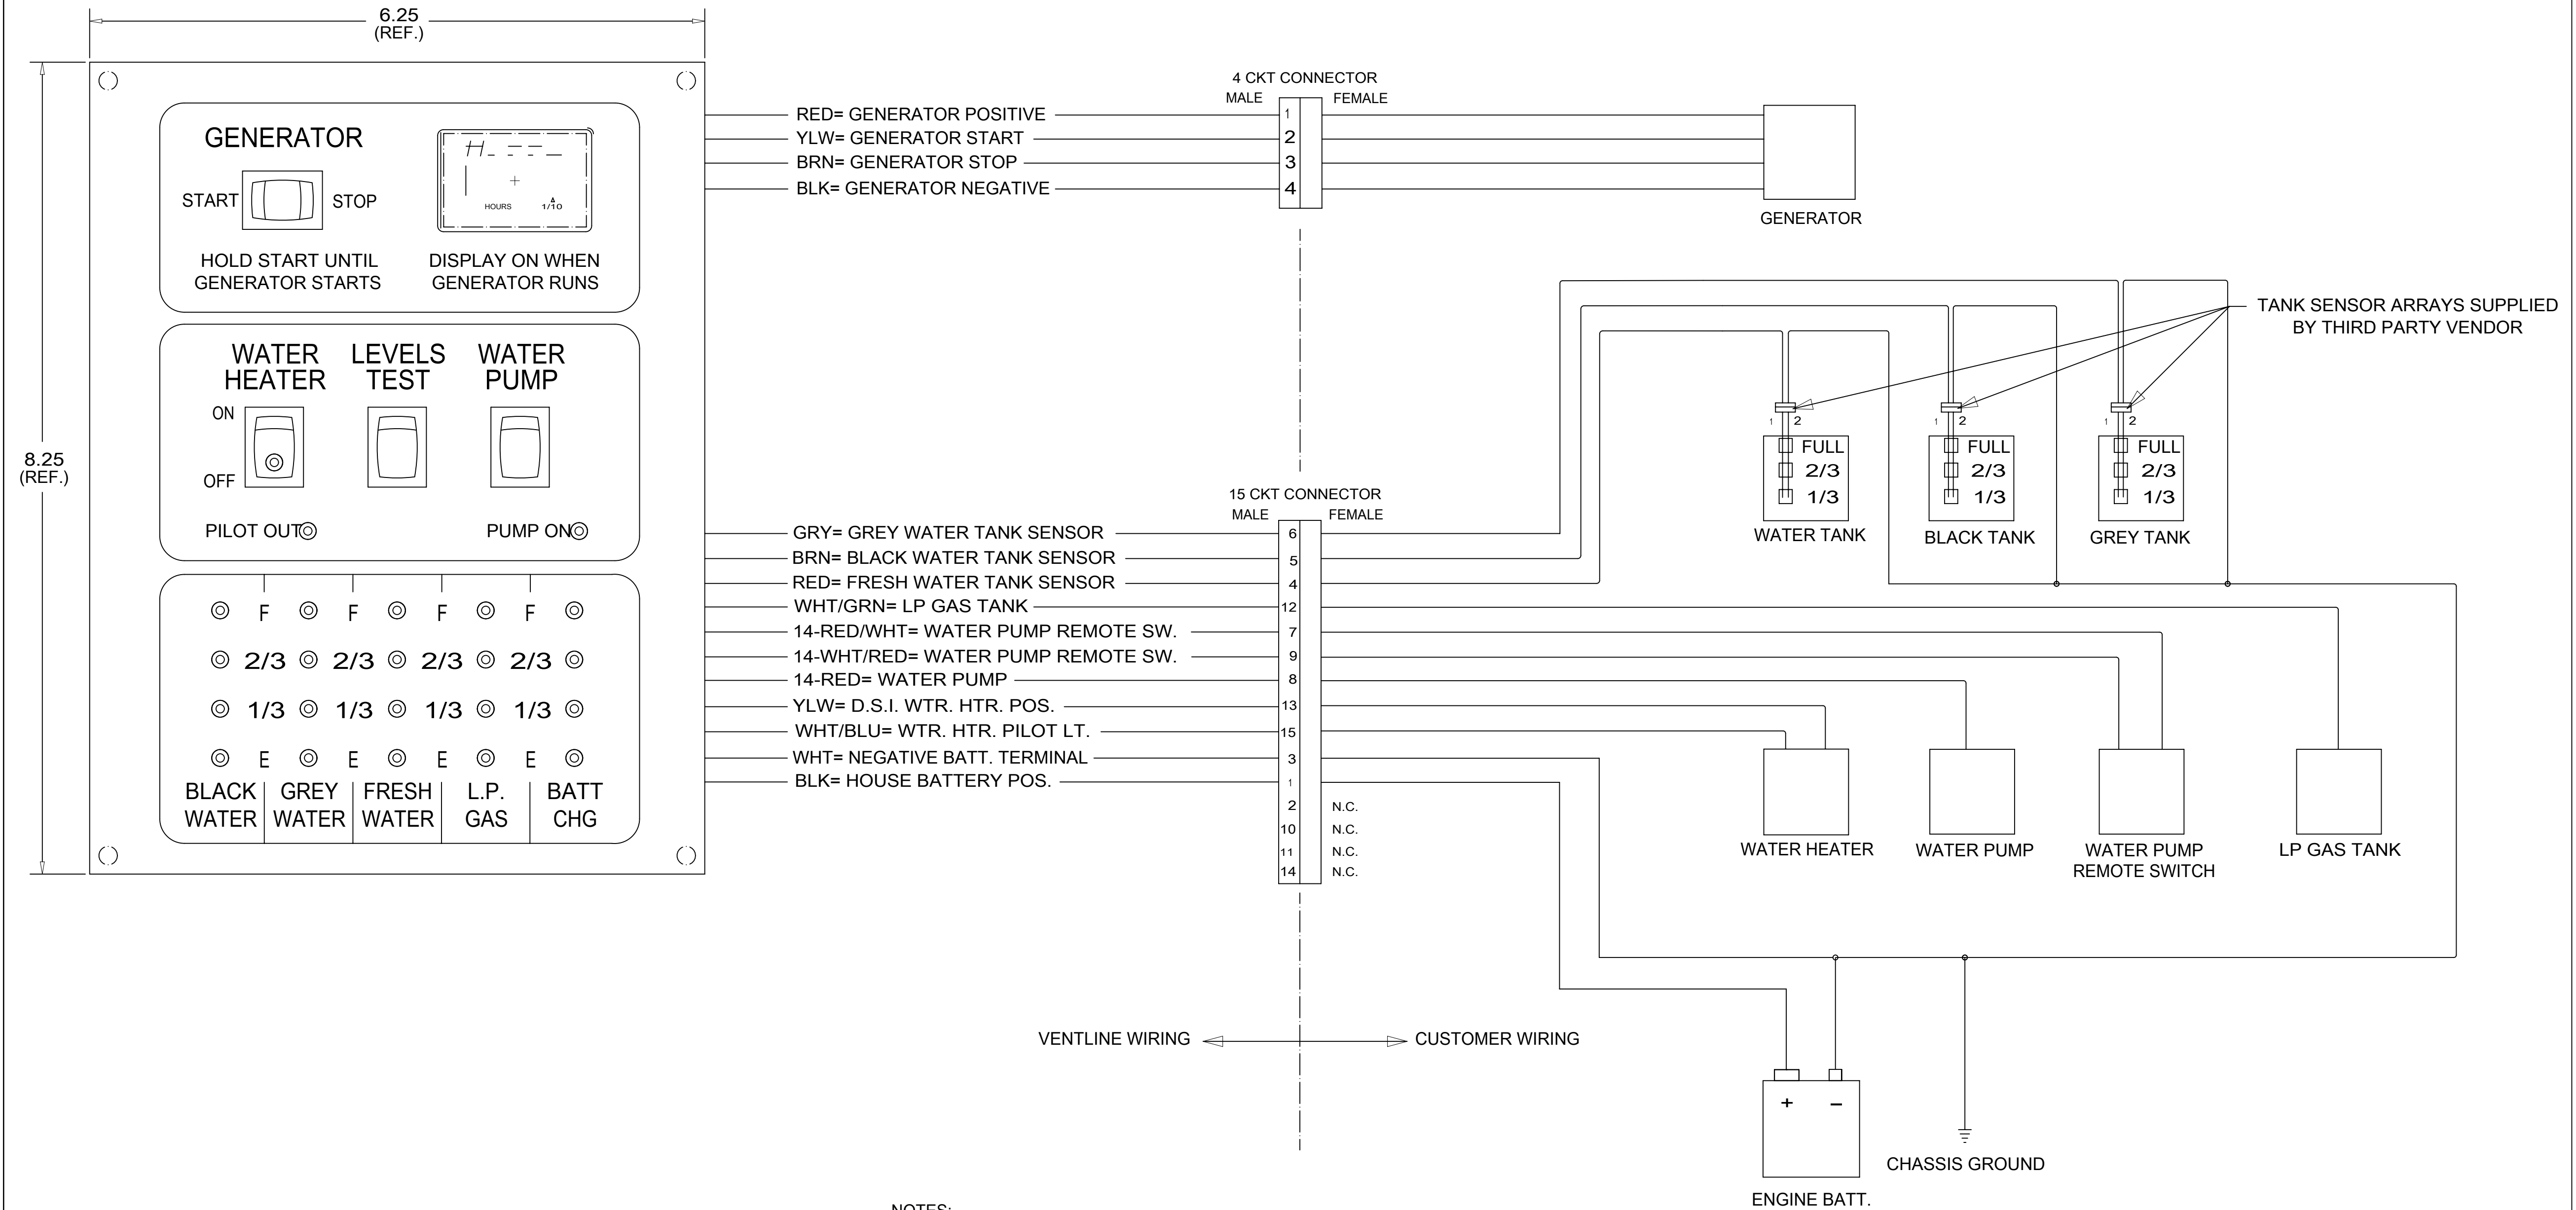 6.25
(REF.)
8.25
(REF.)
GENERATOR
START
STOP
HOURS
1/10
HOLD START UNTIL
GENERATOR STARTS
DISPLAY ON WHEN
GENERATOR RUNS
WATER
HEATER
LEVELS
TEST
WATER
PUMP
ON
OFF
PILOT OUT
PUMP ON
F F F F
2/3 2/3 2/3 2/3
1/3 1/3 1/3 1/3
E E E E
BLACK
WATER
GREY
WATER
FRESH
WATER
L.P.
GAS
BATT
CHG
RED= GENERATOR POSITIVE
YLW= GENERATOR START
BRN= GENERATOR STOP
BLK= GENERATOR NEGATIVE
4 CKT CONNECTOR
MALE FEMALE
1
2
3
4
GENERATOR
GRY= GREY WATER TANK SENSOR
BRN= BLACK WATER TANK SENSOR
RED= FRESH WATER TANK SENSOR
WHT/GRN= LP GAS TANK
14-RED/WHT= WATER PUMP REMOTE SW.
14-WHT/RED= WATER PUMP REMOTE SW.
14-RED= WATER PUMP
YLW= D.S.I. WTR. HTR. POS.
WHT/BLU= WTR. HTR. PILOT LT.
WHT= NEGATIVE BATT. TERMINAL
BLK= HOUSE BATTERY POS.
15 CKT CONNECTOR
MALE FEMALE
6
5
4
12
7
9
8
13
15
3
1
2 N.C.
10 N.C.
11 N.C.
14 N.C.
TANK SENSOR ARRAYS SUPPLIED
BY THIRD PARTY VENDOR
1 2
FULL
2/3
1/3
WATER TANK
1 2
FULL
2/3
1/3
BLACK TANK
1 2
FULL
2/3
1/3
GREY TANK
WATER HEATER
WATER PUMP
WATER PUMP
REMOTE SWITCH
LP GAS TANK
VENTLINE WIRING
CUSTOMER WIRING
+ −
ENGINE BATT.
CHASSIS GROUND
NOTES: